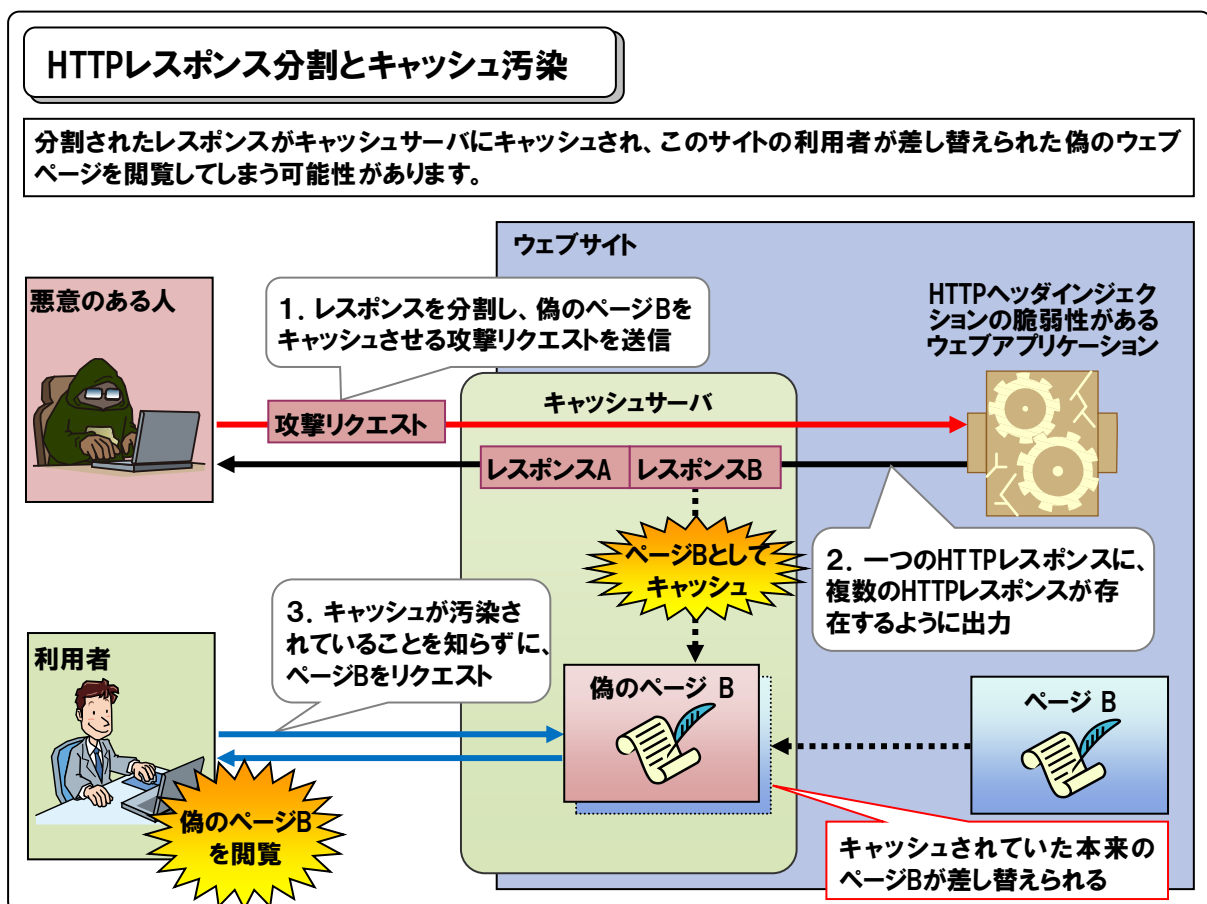 HTTPレスポンス分割とキャッシュ汚染
分割されたレスポンスがキャッシュサーバにキャッシュされ、このサイトの利用者が差し替えられた偽のウェブ
ページを閲覧してしまう可能性があります。
ウェブサイト
悪意のある人
1. レスポンスを分割し、偽のページBを
キャッシュさせる攻撃リクエストを送信
HTTPヘッダインジェク
ションの脆弱性がある
ウェブアプリケーション
キャッシュサーバ
攻撃リクエスト
レスポンスA
レスポンスB
ページBとして
キャッシュ
2. 一つのHTTPレスポンスに、
複数のHTTPレスポンスが存
在するように出力
3. キャッシュが汚染さ
れていることを知らずに、
ページBをリクエスト
利用者
偽のページ B
ページ B
偽のページB
を閲覧
キャッシュされていた本来の
ページBが差し替えられる